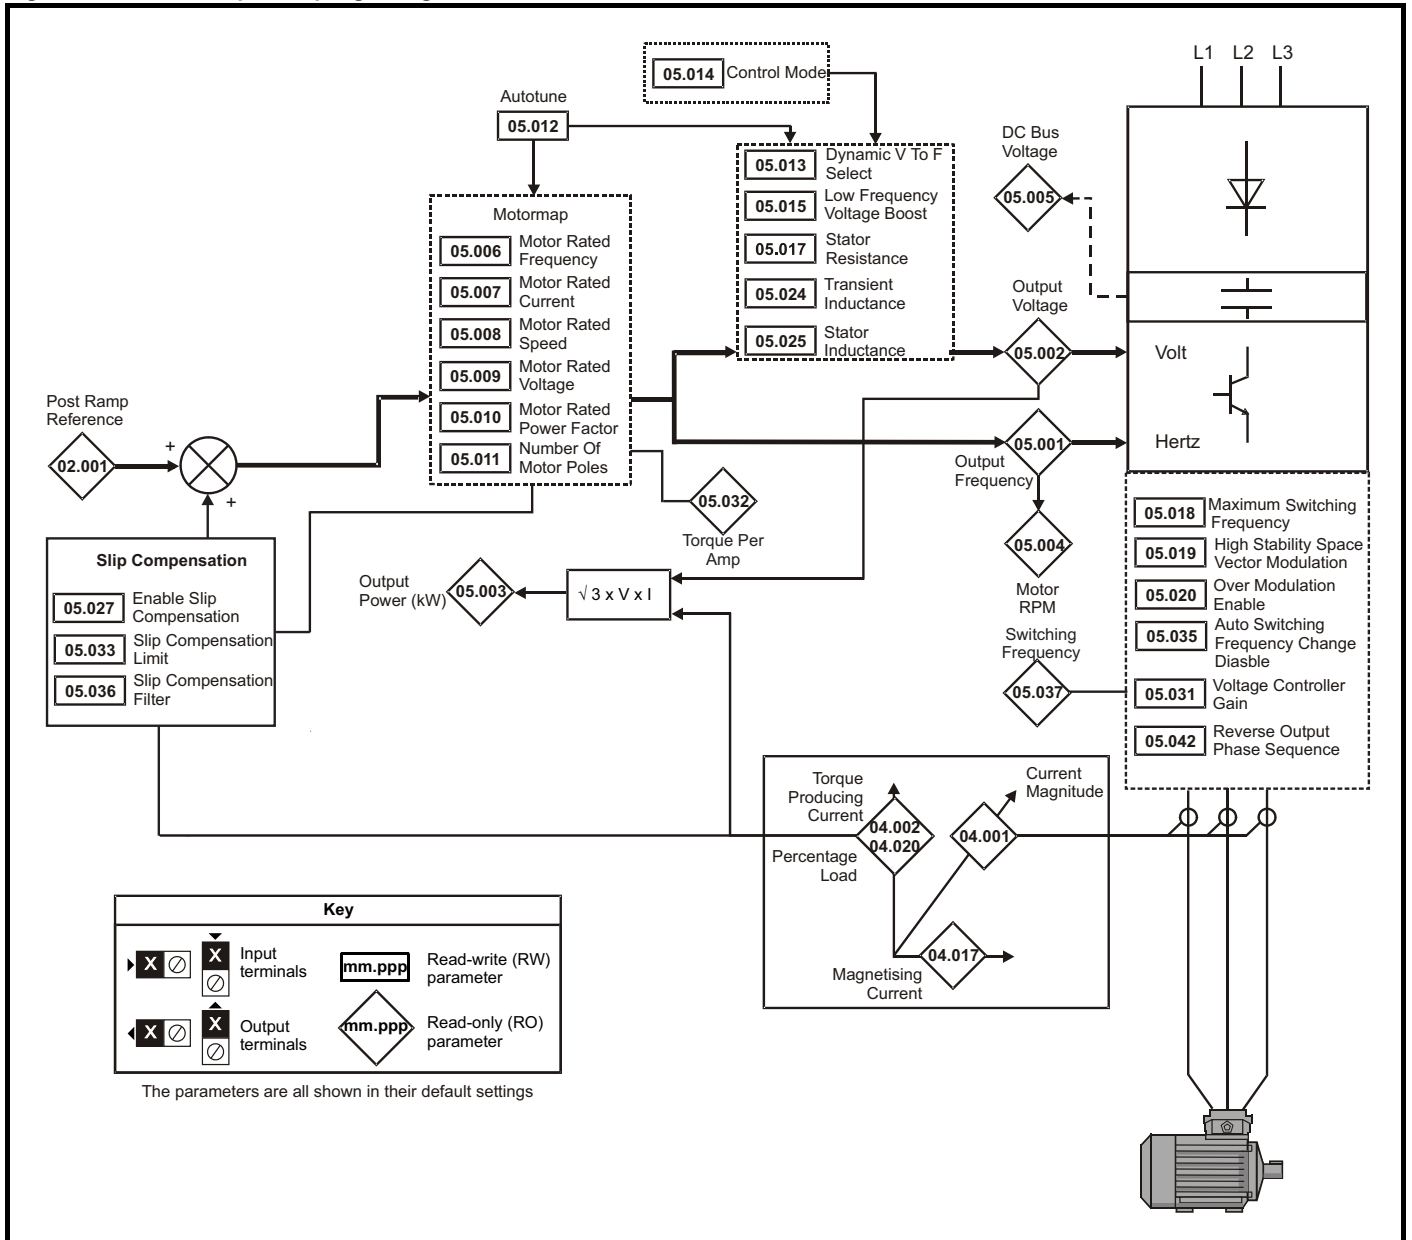 L1 L2 L3
05.014 Control Mode
Autotune
05.012
DC Bus
Voltage
05.005
05.013 Dynamic V To F
Select
05.015 Low Frequency
Voltage Boost
05.017 Stator
Resistance
05.024 Transient
Inductance
05.025 Stator
Inductance
Motormap
05.006 Motor Rated
Frequency
05.007 Motor Rated
Current
05.008 Motor Rated
Speed
05.009 Motor Rated
Voltage
05.010 Motor Rated
Power Factor
05.011 Number Of
Motor Poles
Output
Voltage
05.002
Volt
Hertz
05.001
Output
Frequency
05.004
Motor
RPM
Post Ramp
Reference
02.001
+
+
05.032
Torque Per
Amp
Slip Compensation
05.027 Enable Slip
Compensation
05.033 Slip Compensation
Limit
05.036 Slip Compensation
Filter
Output
Power (kW)
05.003
√ 3 x V x I
Switching
Frequency
05.037
05.018 Maximum Switching
Frequency
05.019 High Stability Space
Vector Modulation
05.020 Over Modulation
Enable
05.035 Auto Switching
Frequency Change
Diasble
05.031 Voltage Controller
Gain
05.042 Reverse Output
Phase Sequence
Torque
Producing
Current
04.002
04.020
Percentage
Load
Current
Magnitude
04.001
04.017
Magnetising
Current
Key
X X Input
terminals
mm.ppp Read-write (RW)
parameter
X X Output
terminals
mm.ppp Read-only (RO)
parameter
The parameters are all shown in their default settings